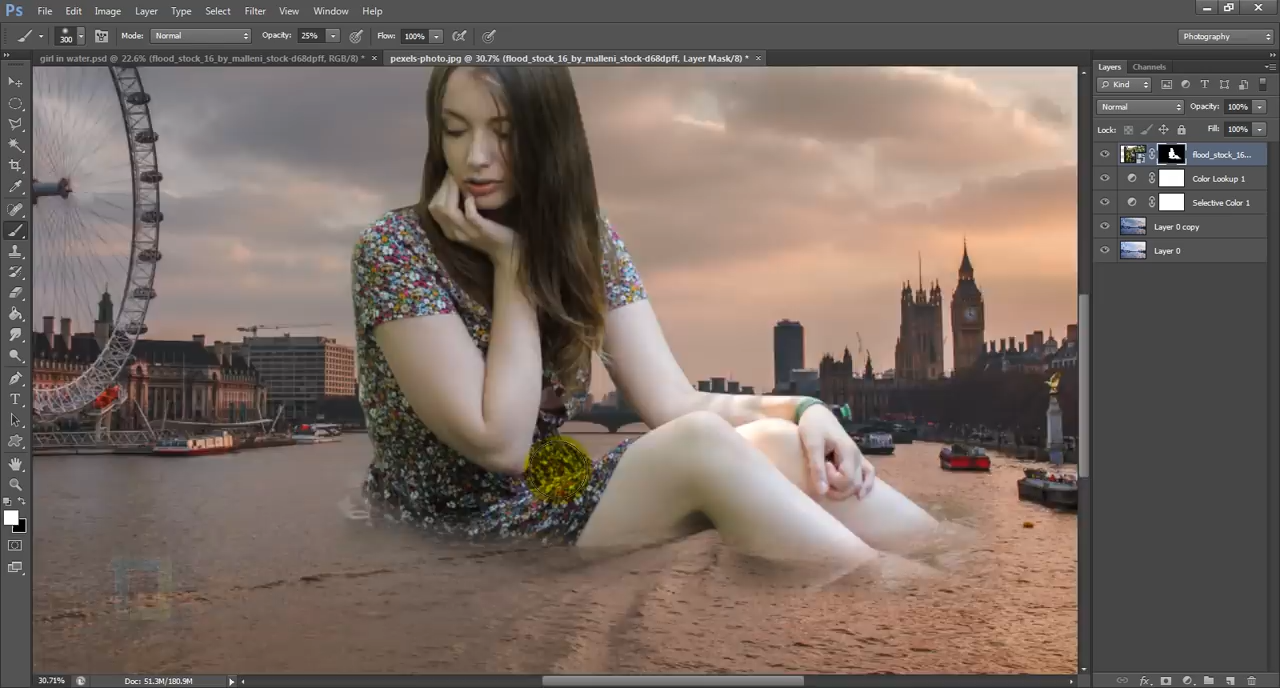 Ps File Edit Image Layer Type Select Filter View Window Help
300 Mode: Normal Opacity: 25% Flow: 100% Photography
girl in water.psd @ 22.6% (flood_stock_16_by_malleni_stock-d68dpff, RGB/8) * × pexels-photo.jpg @ 30.7% (flood_stock_16_by_malleni_stock-d68dpff, Layer Mask/8) * ×
Layers Channels
Kind
Normal Opacity: 100%
Lock: Fill: 100%
flood_stock_16...
Color Lookup 1
Selective Color 1
Layer 0 copy
Layer 0
30.71% Doc: 51.3M/180.9M